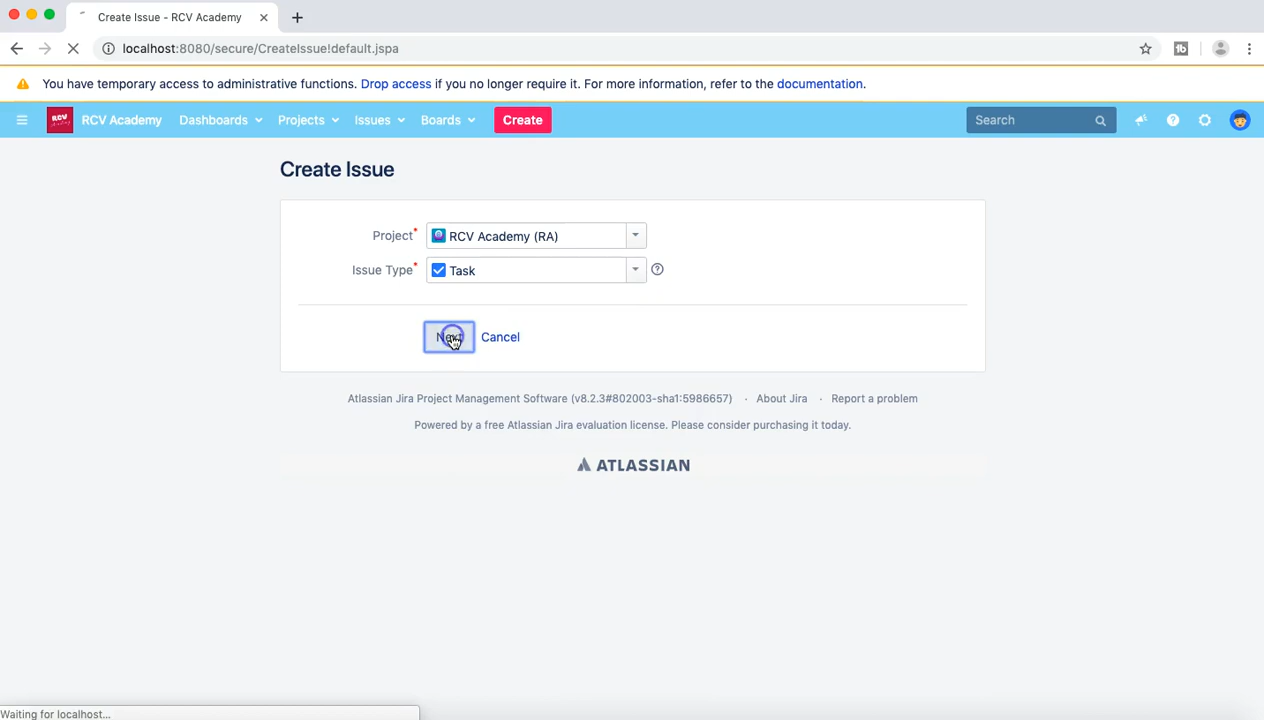 Create Issue - RCV Academy
localhost:8080/secure/CreateIssue!default.jspa
You have temporary access to administrative functions. Drop access if you no longer require it. For more information, refer to the documentation.
RCV Academy Dashboards Projects Issues Boards Create Search
Create Issue
Project* RCV Academy (RA)
Issue Type* Task
Next Cancel
Atlassian Jira Project Management Software (v8.2.3#802003-sha1:5986657) · About Jira · Report a problem
Powered by a free Atlassian Jira evaluation license. Please consider purchasing it today.
ATLASSIAN
Waiting for localhost...